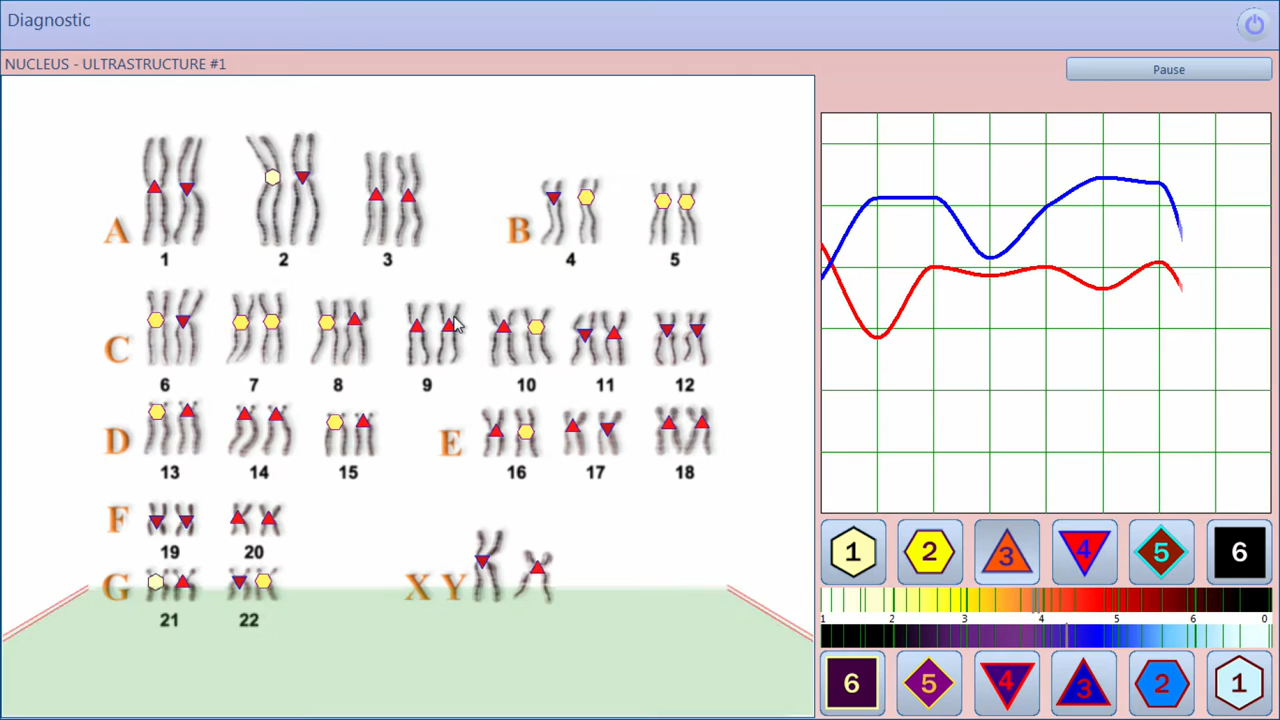 Diagnostic
NUCLEUS - ULTRASTRUCTURE #1
Pause
A
1
2
3
B
4
5
C
6
7
8
9
10
11
12
D
13
14
15
E
16
17
18
F
19
20
G
21
22
X Y
1 2 3 4 5 6
1 2 3 4 5 6 0
6 5 4 3 2 1